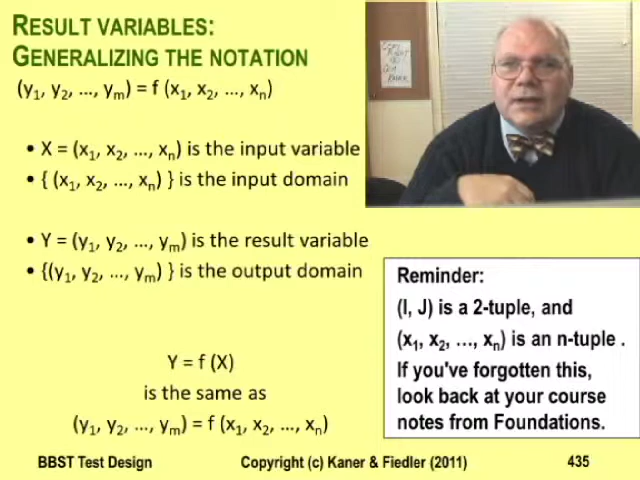 RESULT VARIABLES:
GENERALIZING THE NOTATION
(y1, y2, ..., ym) = f (x1, x2, ..., xn)
• X = (x1, x2, ..., xn) is the input variable
• { (x1, x2, ..., xn) } is the input domain
• Y = (y1, y2, ..., ym) is the result variable
• {(y1, y2, ..., ym) } is the output domain
Y = f (X)
is the same as
(y1, y2, ..., ym) = f (x1, x2, ..., xn)
Reminder:
(I, J) is a 2-tuple, and
(x1, x2, ..., xn) is an n-tuple .
If you've forgotten this,
look back at your course
notes from Foundations.
BBST Test Design
Copyright (c) Kaner & Fiedler (2011)
435